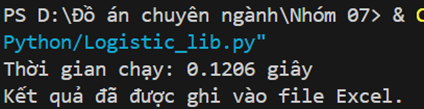 PS D:\Đồ án chuyên ngành\Nhóm 07> & C
Python/Logistic_lib.py"
Thời gian chạy: 0.1206 giây
Kết quả đã được ghi vào file Excel.